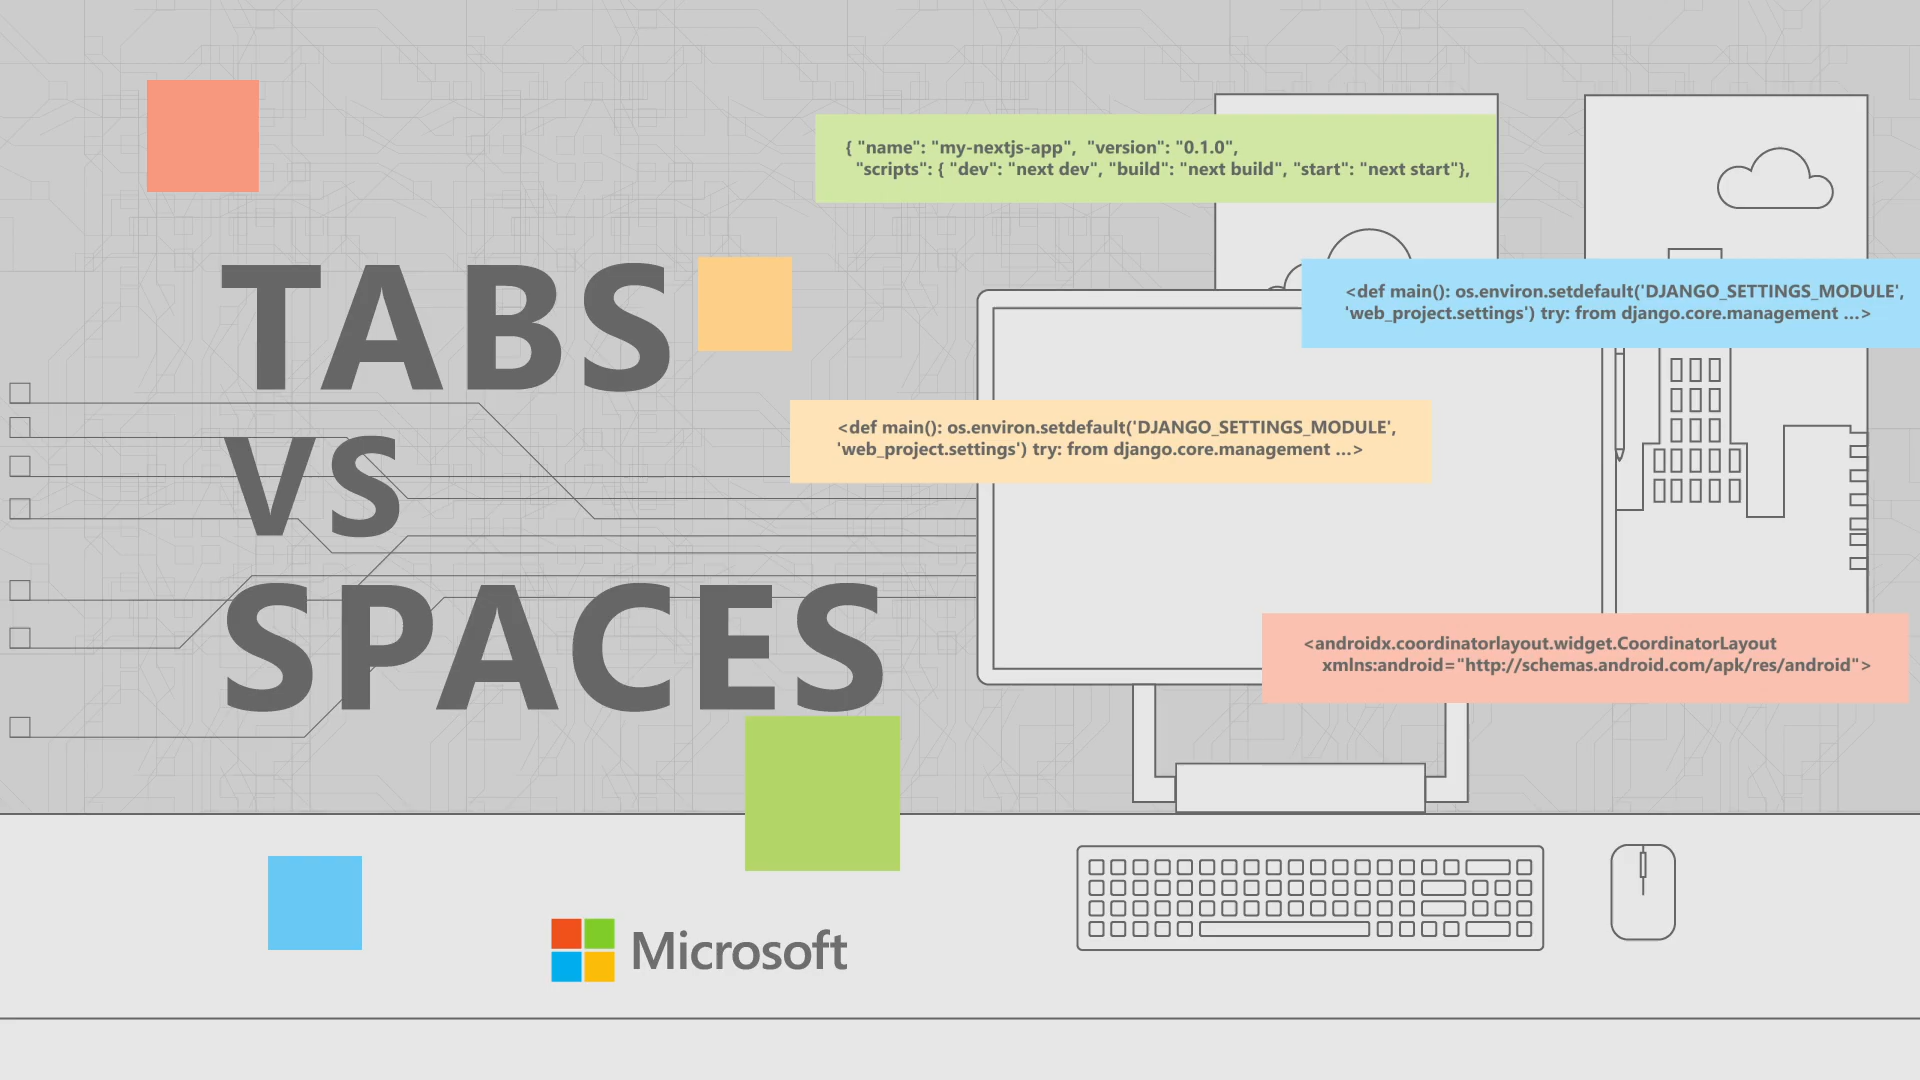 TABS
VS
SPACES
{ "name": "my-nextjs-app",  "version": "0.1.0",
"scripts": { "dev": "next dev", "build": "next build", "start": "next start"},
<def main(): os.environ.setdefault('DJANGO_SETTINGS_MODULE',
'web_project.settings') try: from django.core.management ...>
<def main(): os.environ.setdefault('DJANGO_SETTINGS_MODULE',
'web_project.settings') try: from django.core.management ...>
<androidx.coordinatorlayout.widget.CoordinatorLayout
xmlns:android="http://schemas.android.com/apk/res/android">
Microsoft